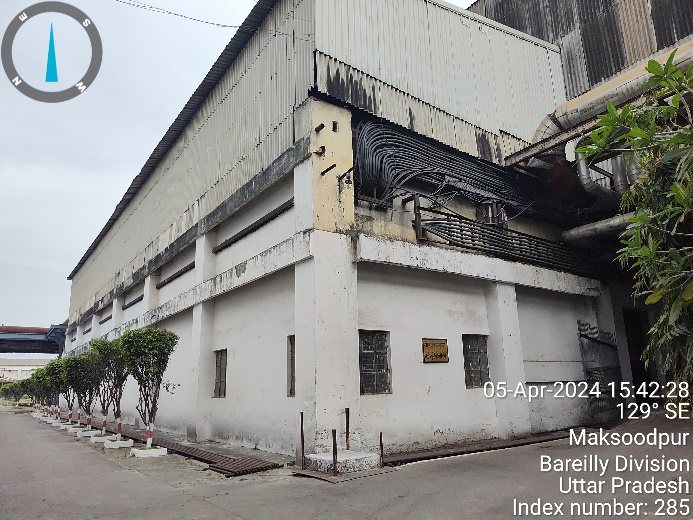 S
E
W
N
05-Apr-2024 15:42:28
129° SE
Maksoodpur
Bareilly Division
Uttar Pradesh
Index number: 285